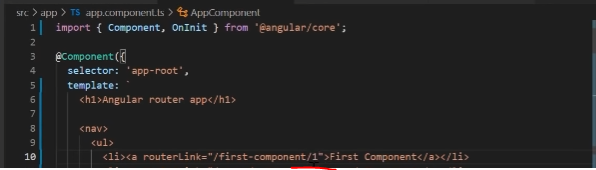 src > app > TS app.component.ts > AppComponent
1 import { Component, OnInit } from '@angular/core';
2
3 @Component({
4 selector: 'app-root',
5 template: `
6 <h1>Angular router app</h1>
7
8 <nav>
9 <ul>
10 <li><a routerLink="/first-component/1">First Component</a></li>